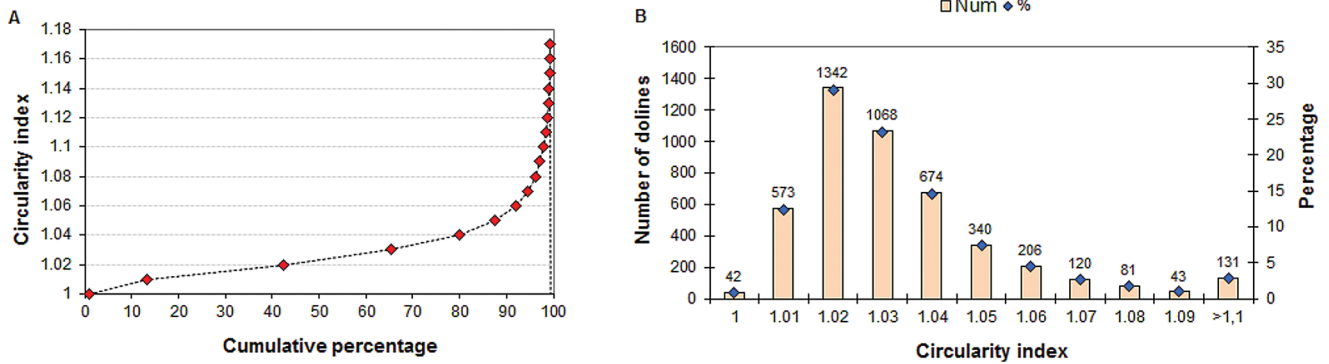 A
1.18
1.16
1.14
1.12
1.1
1.08
1.06
1.04
1.02
1
Circularity index
0 10 20 30 40 50 60 70 80 90 100
Cumulative percentage
B
Num %
1600
1400
1200
1000
800
600
400
200
0
Number of dolines
42 573 1342 1068 674 340 206 120 81 43 131
35
30
25
20
15
10
5
0
Percentage
1 1.01 1.02 1.03 1.04 1.05 1.06 1.07 1.08 1.09 >1,1
Circularity index